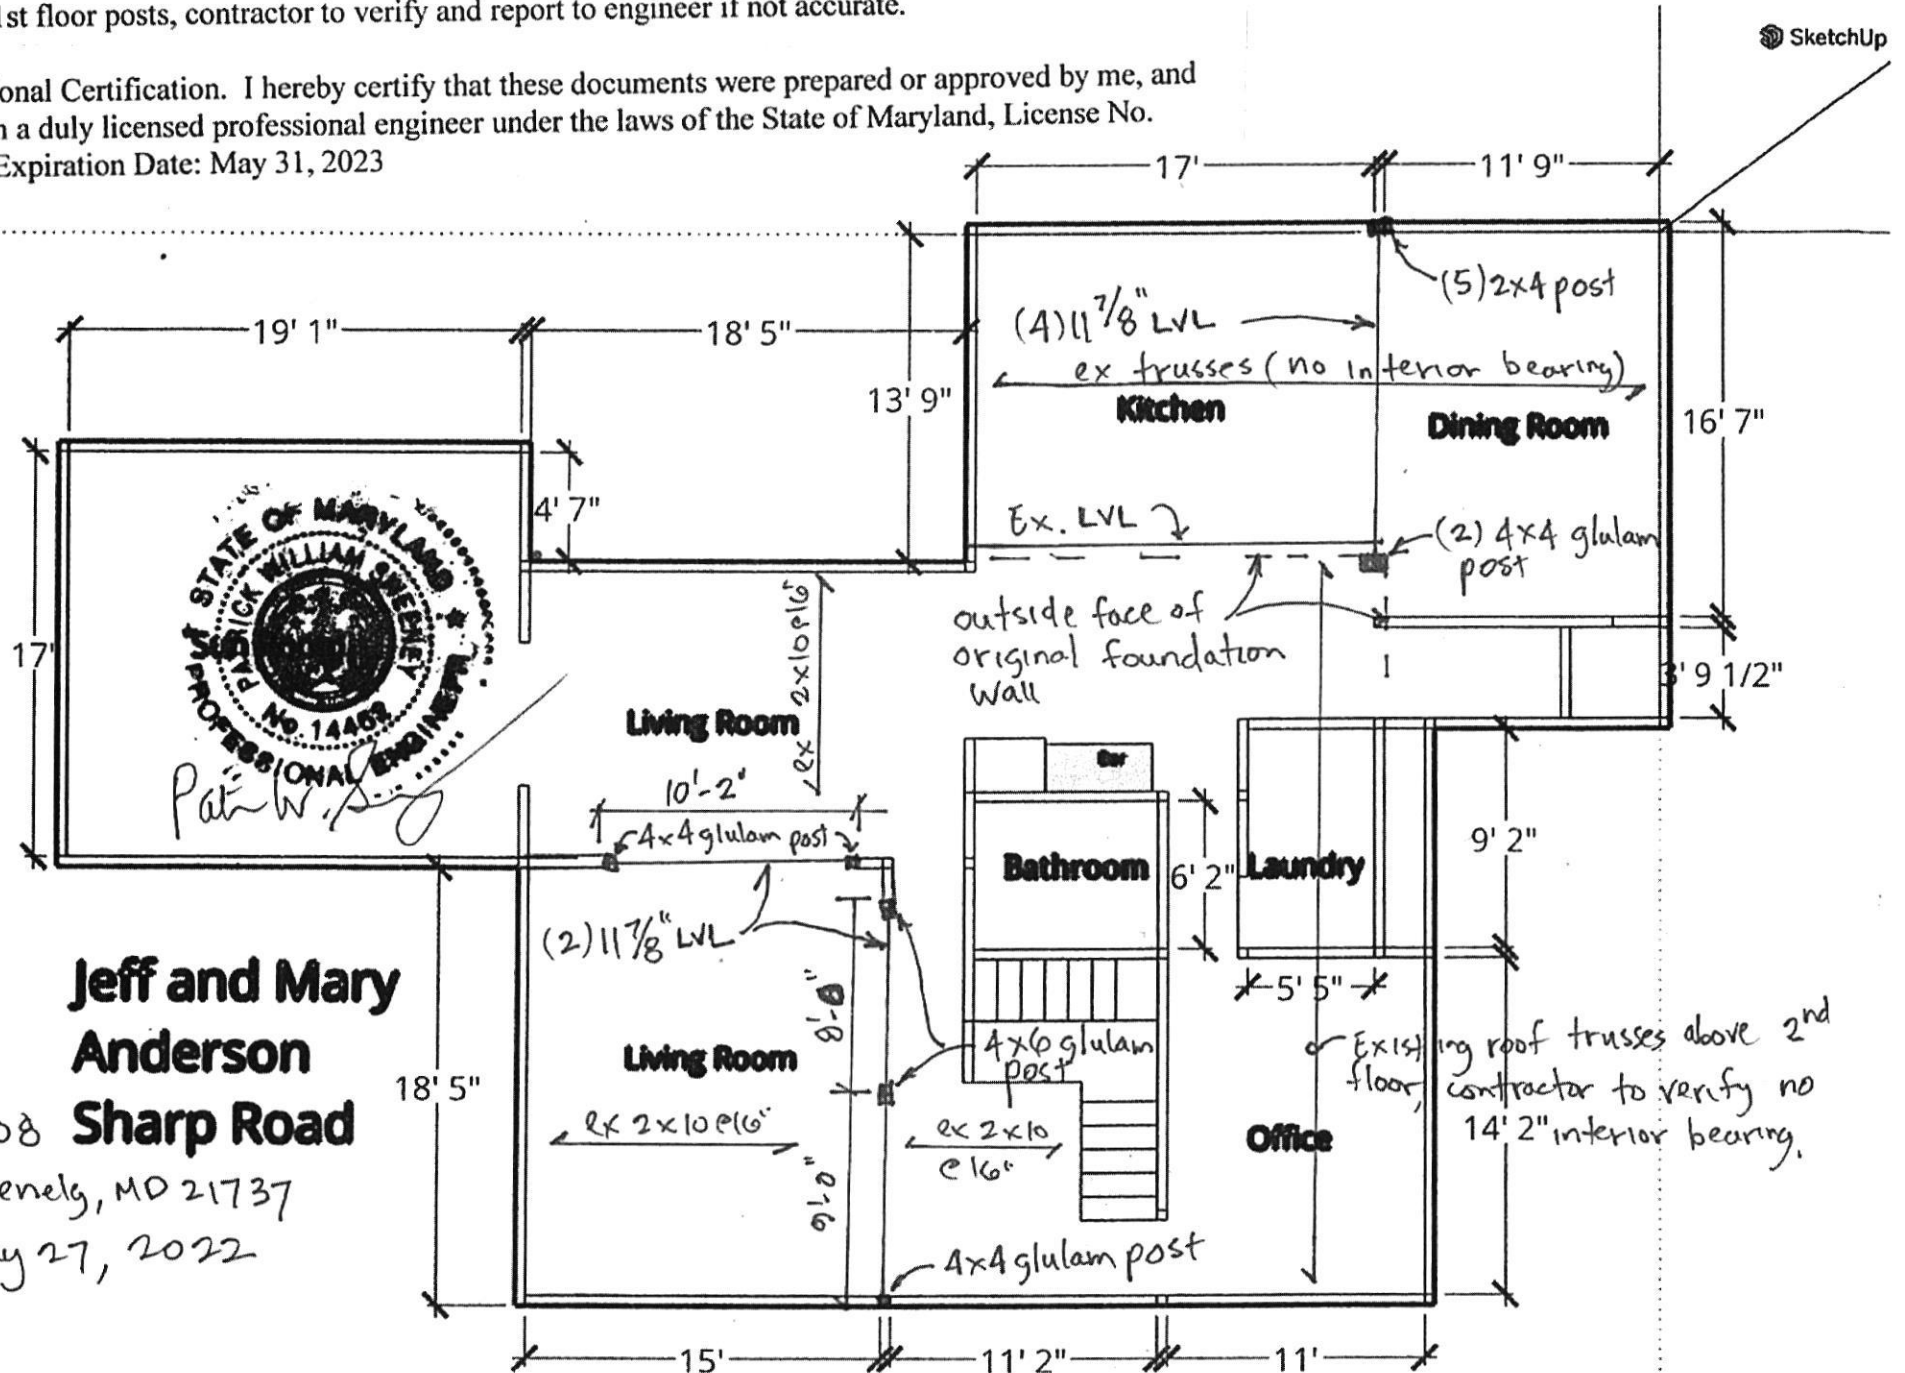 1st floor posts, contractor to verify and report to engineer if not accurate.
SketchUp
onal Certification.  I hereby certify that these documents were prepared or approved by me, and
a duly licensed professional engineer under the laws of the State of Maryland, License No.
Expiration Date: May 31, 2023
17'
11' 9"
(5) 2x4 post
(4) 11 7/8" LVL
19' 1"
18' 5"
ex trusses (no interior bearing)
13' 9"
Kitchen
Dining Room
16' 7"
4' 7"
Ex. LVL
(2) 4x4 glulam
post
STATE OF MARYLAND
PATRICK WILLIAM SWEENEY
No. 14462
PROFESSIONAL ENGINEER
17'
ex 2x10@16"
outside face of
original foundation
wall
3' 9 1/2"
Living Room
Bar
10'-2"
4x4 glulam post
Bathroom
6' 2"
Laundry
9' 2"
(2) 11 7/8" LVL
Jeff and Mary
Anderson
Sharp Road
5' 5"
8'-8"
4x6 glulam
post
Existing roof trusses above 2nd
floor, contractor to verify no
interior bearing.
Living Room
18' 5"
ex 2x10@16"
ex 2x10
@16"
Office
14' 2"
enelg, MD 21737
y 27, 2022
9'-0"
4x4 glulam post
15'
11' 2"
11'